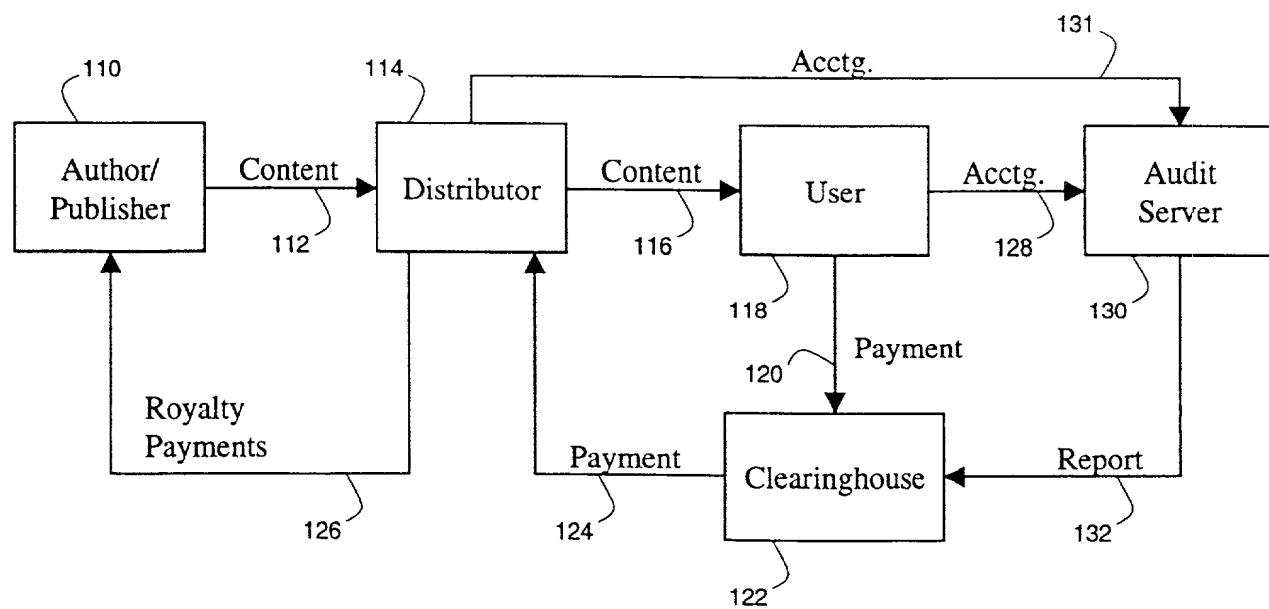 131
Acctg.
110
114
Author/
Publisher
Content
112
Distributor
Content
116
User
Acctg.
128
Audit
Server
118
130
120
Payment
Royalty
Payments
126
Payment
124
Clearinghouse
Report
132
122